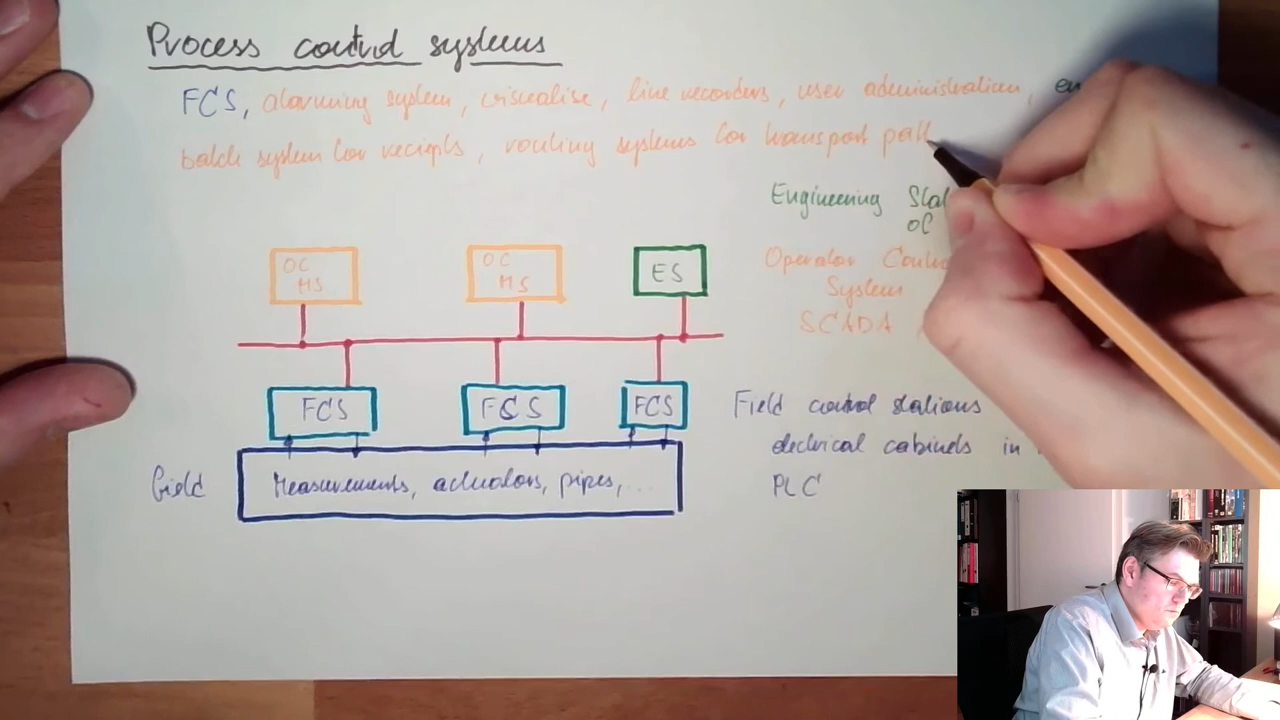 Process control systems
FCS, alarming system, visualise, line recorders, user administration,
batch system for recipts, routing systems for transport path
Engineering Stat
OC
OC
MS
OC
MS
ES
Operator Contro
System
SCADA
FCS
FCS
FCS
Field control stations
electrical cabinets in
PLC
field
Measurements, actuators, pipes, ...